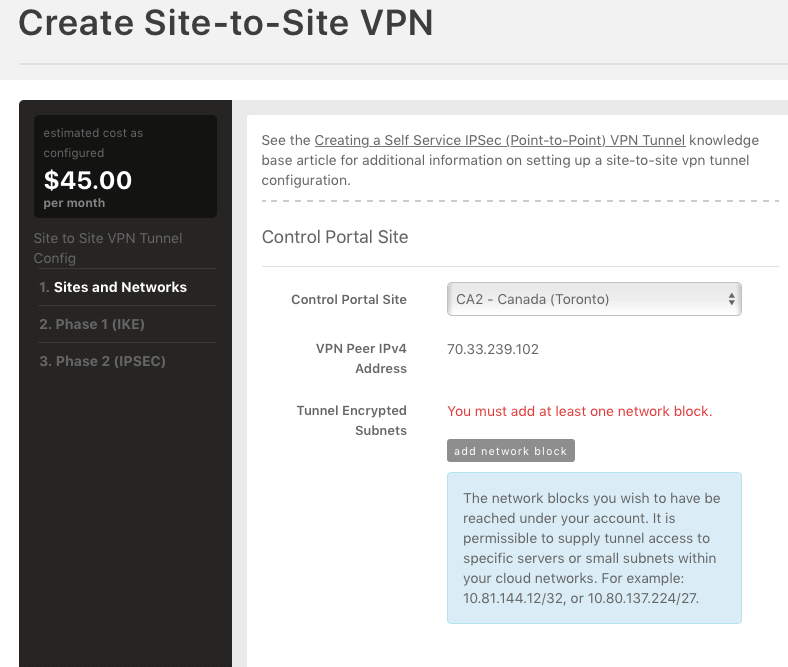 Create Site-to-Site VPN
estimated cost as
configured
$45.00
per month
Site to Site VPN Tunnel
Config
1. Sites and Networks
2. Phase 1 (IKE)
3. Phase 2 (IPSEC)
See the Creating a Self Service IPSec (Point-to-Point) VPN Tunnel knowledge
base article for additional information on setting up a site-to-site vpn tunnel
configuration.
Control Portal Site
Control Portal Site
CA2 - Canada (Toronto)
VPN Peer IPv4
Address
70.33.239.102
Tunnel Encrypted
Subnets
You must add at least one network block.
add network block
The network blocks you wish to have be
reached under your account. It is
permissible to supply tunnel access to
specific servers or small subnets within
your cloud networks. For example:
10.81.144.12/32, or 10.80.137.224/27.